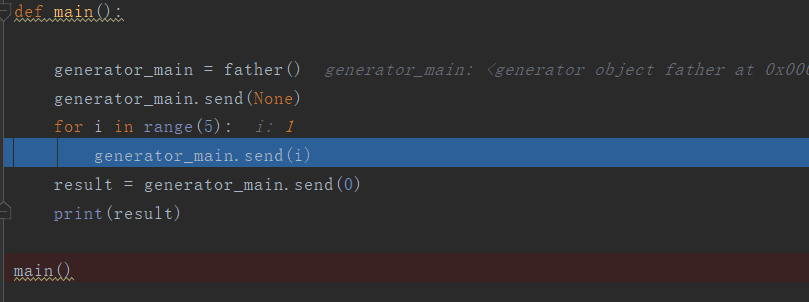 def main():
generator_main = father() generator_main: <generator object father at 0x000
generator_main.send(None)
for i in range(5): i: 1
generator_main.send(i)
result = generator_main.send(0)
print(result)
main()